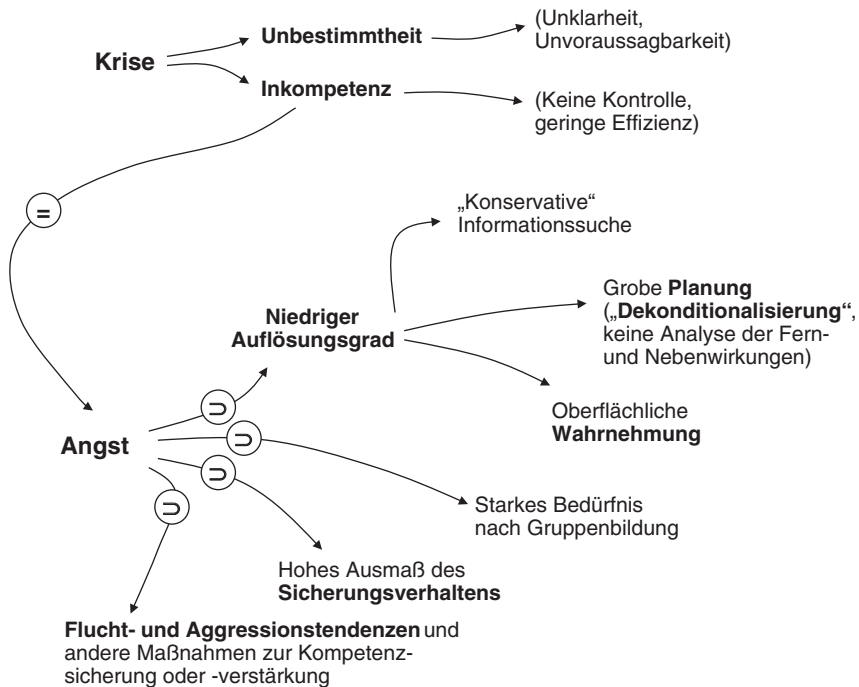 Krise
Unbestimmtheit
(Unklarheit,
Unvoraussagbarkeit)
Inkompetenz
(Keine Kontrolle,
geringe Effizienz)
=
„Konservative“
Informationssuche
Niedriger
Auflösungsgrad
Grobe Planung
(„Dekonditionalisierung“,
keine Analyse der Fern-
und Nebenwirkungen)
Oberflächliche
Wahrnehmung
Angst
⊃
⊃
⊃
⊃
Starkes Bedürfnis
nach Gruppenbildung
Hohes Ausmaß des
Sicherungsverhaltens
Flucht- und Aggressionstendenzen und
andere Maßnahmen zur Kompetenz-
sicherung oder -verstärkung